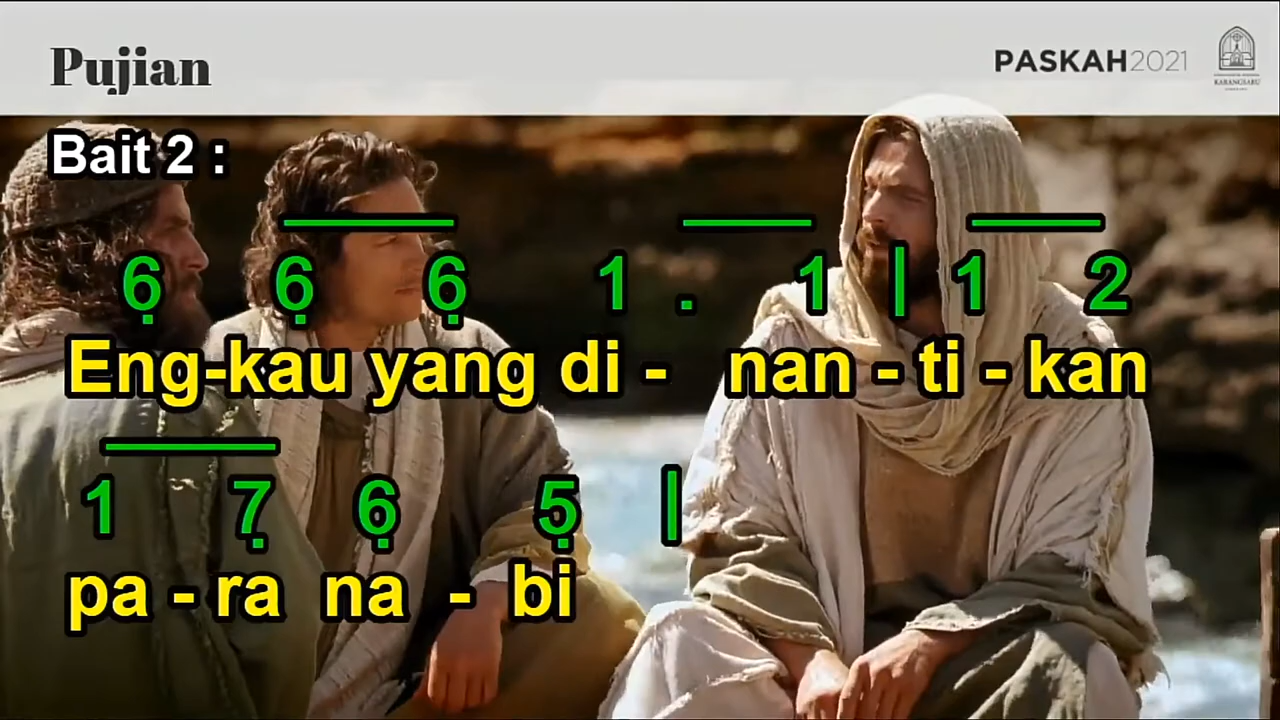 Pujian
PASKAH2021
KARANGSARU
Bait 2 :
6̣ 6̣ 6̣ 1 . 1 | 1 2
Eng-kau yang di - nan - ti - kan
1 7̣ 6̣ 5̣ |
pa - ra na - bi